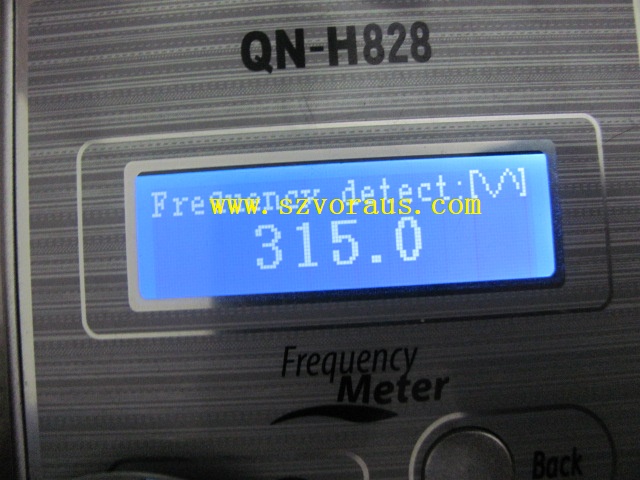 QN-H828
Frequency detect:
www.szvoraus.com
315.0
Frequency
Meter
Back